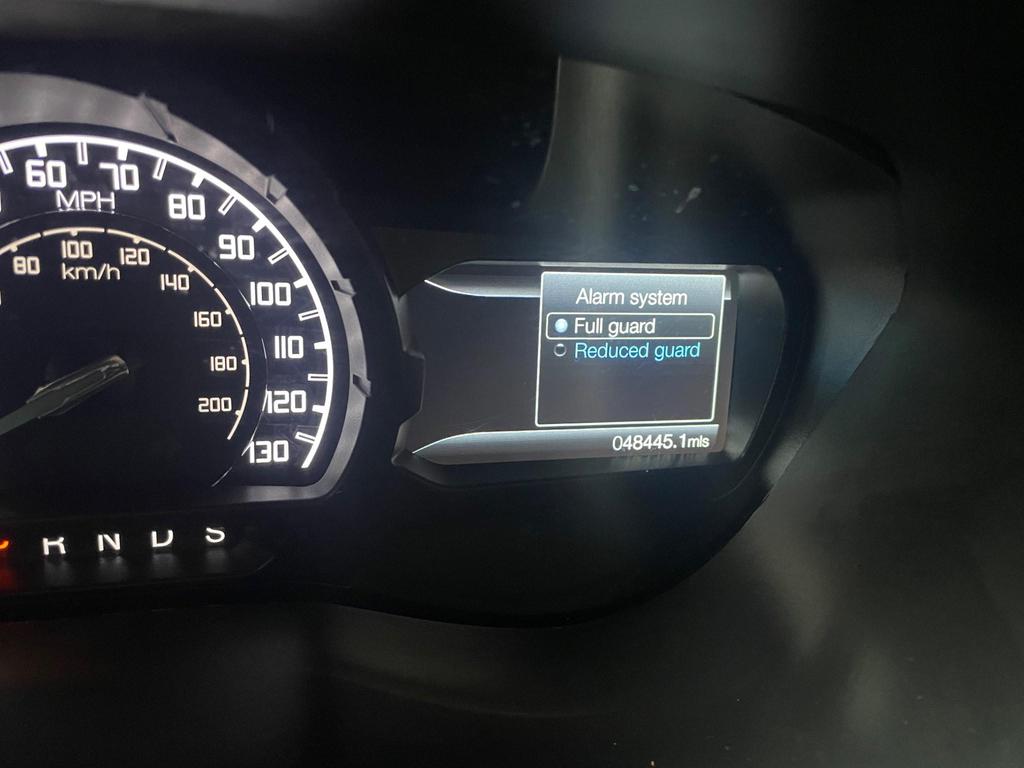 60
70
MPH
80
90
100
110
120
130
80
100
120
km/h
140
160
180
200
Alarm system
Full guard
Reduced guard
048445.1mls
R N D S